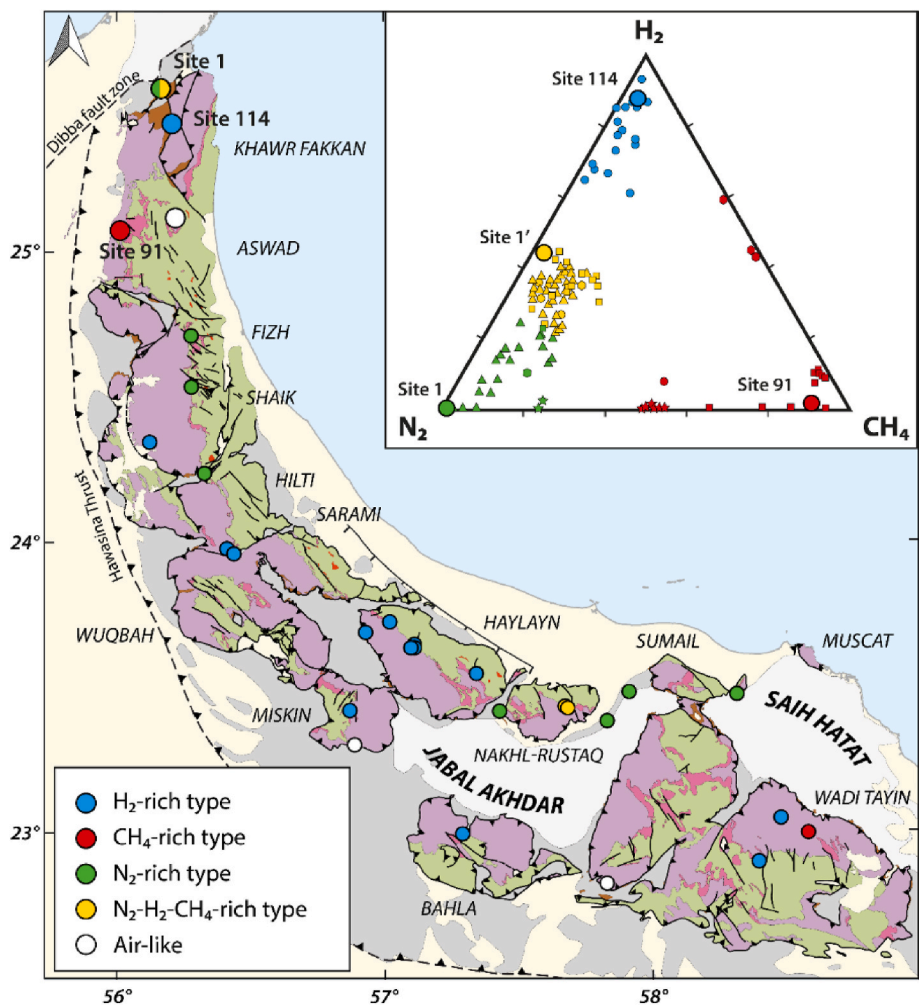 H₂
Site 1
Site 114
Dibba fault zone
Site 114
KHAWR FAKKAN
Site 1'
25°
Site 91
ASWAD
FIZH
Site 1
Site 91
SHAIK
N₂
CH₄
HILTI
SARAMI
24°
Hawasina Thrust
WUQBAH
HAYLAYN
SUMAIL
MUSCAT
MISKIN
SAIH HATAT
NAKHL-RUSTAQ
JABAL AKHDAR
WADI TAYIN
H₂-rich type
23°
CH₄-rich type
N₂-rich type
N₂-H₂-CH₄-rich type
BAHLA
Air-like
56°
57°
58°